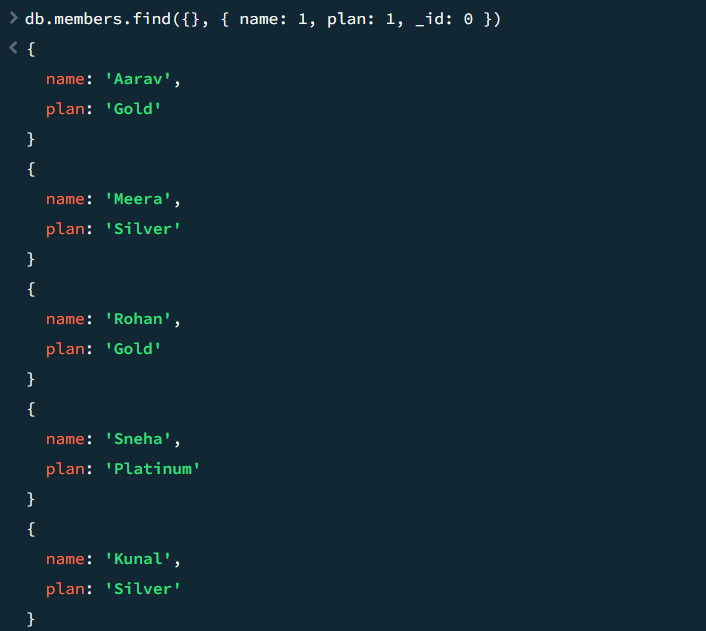 > db.members.find({}, { name: 1, plan: 1, _id: 0 })
< {
name: 'Aarav',
plan: 'Gold'
}
{
name: 'Meera',
plan: 'Silver'
}
{
name: 'Rohan',
plan: 'Gold'
}
{
name: 'Sneha',
plan: 'Platinum'
}
{
name: 'Kunal',
plan: 'Silver'
}